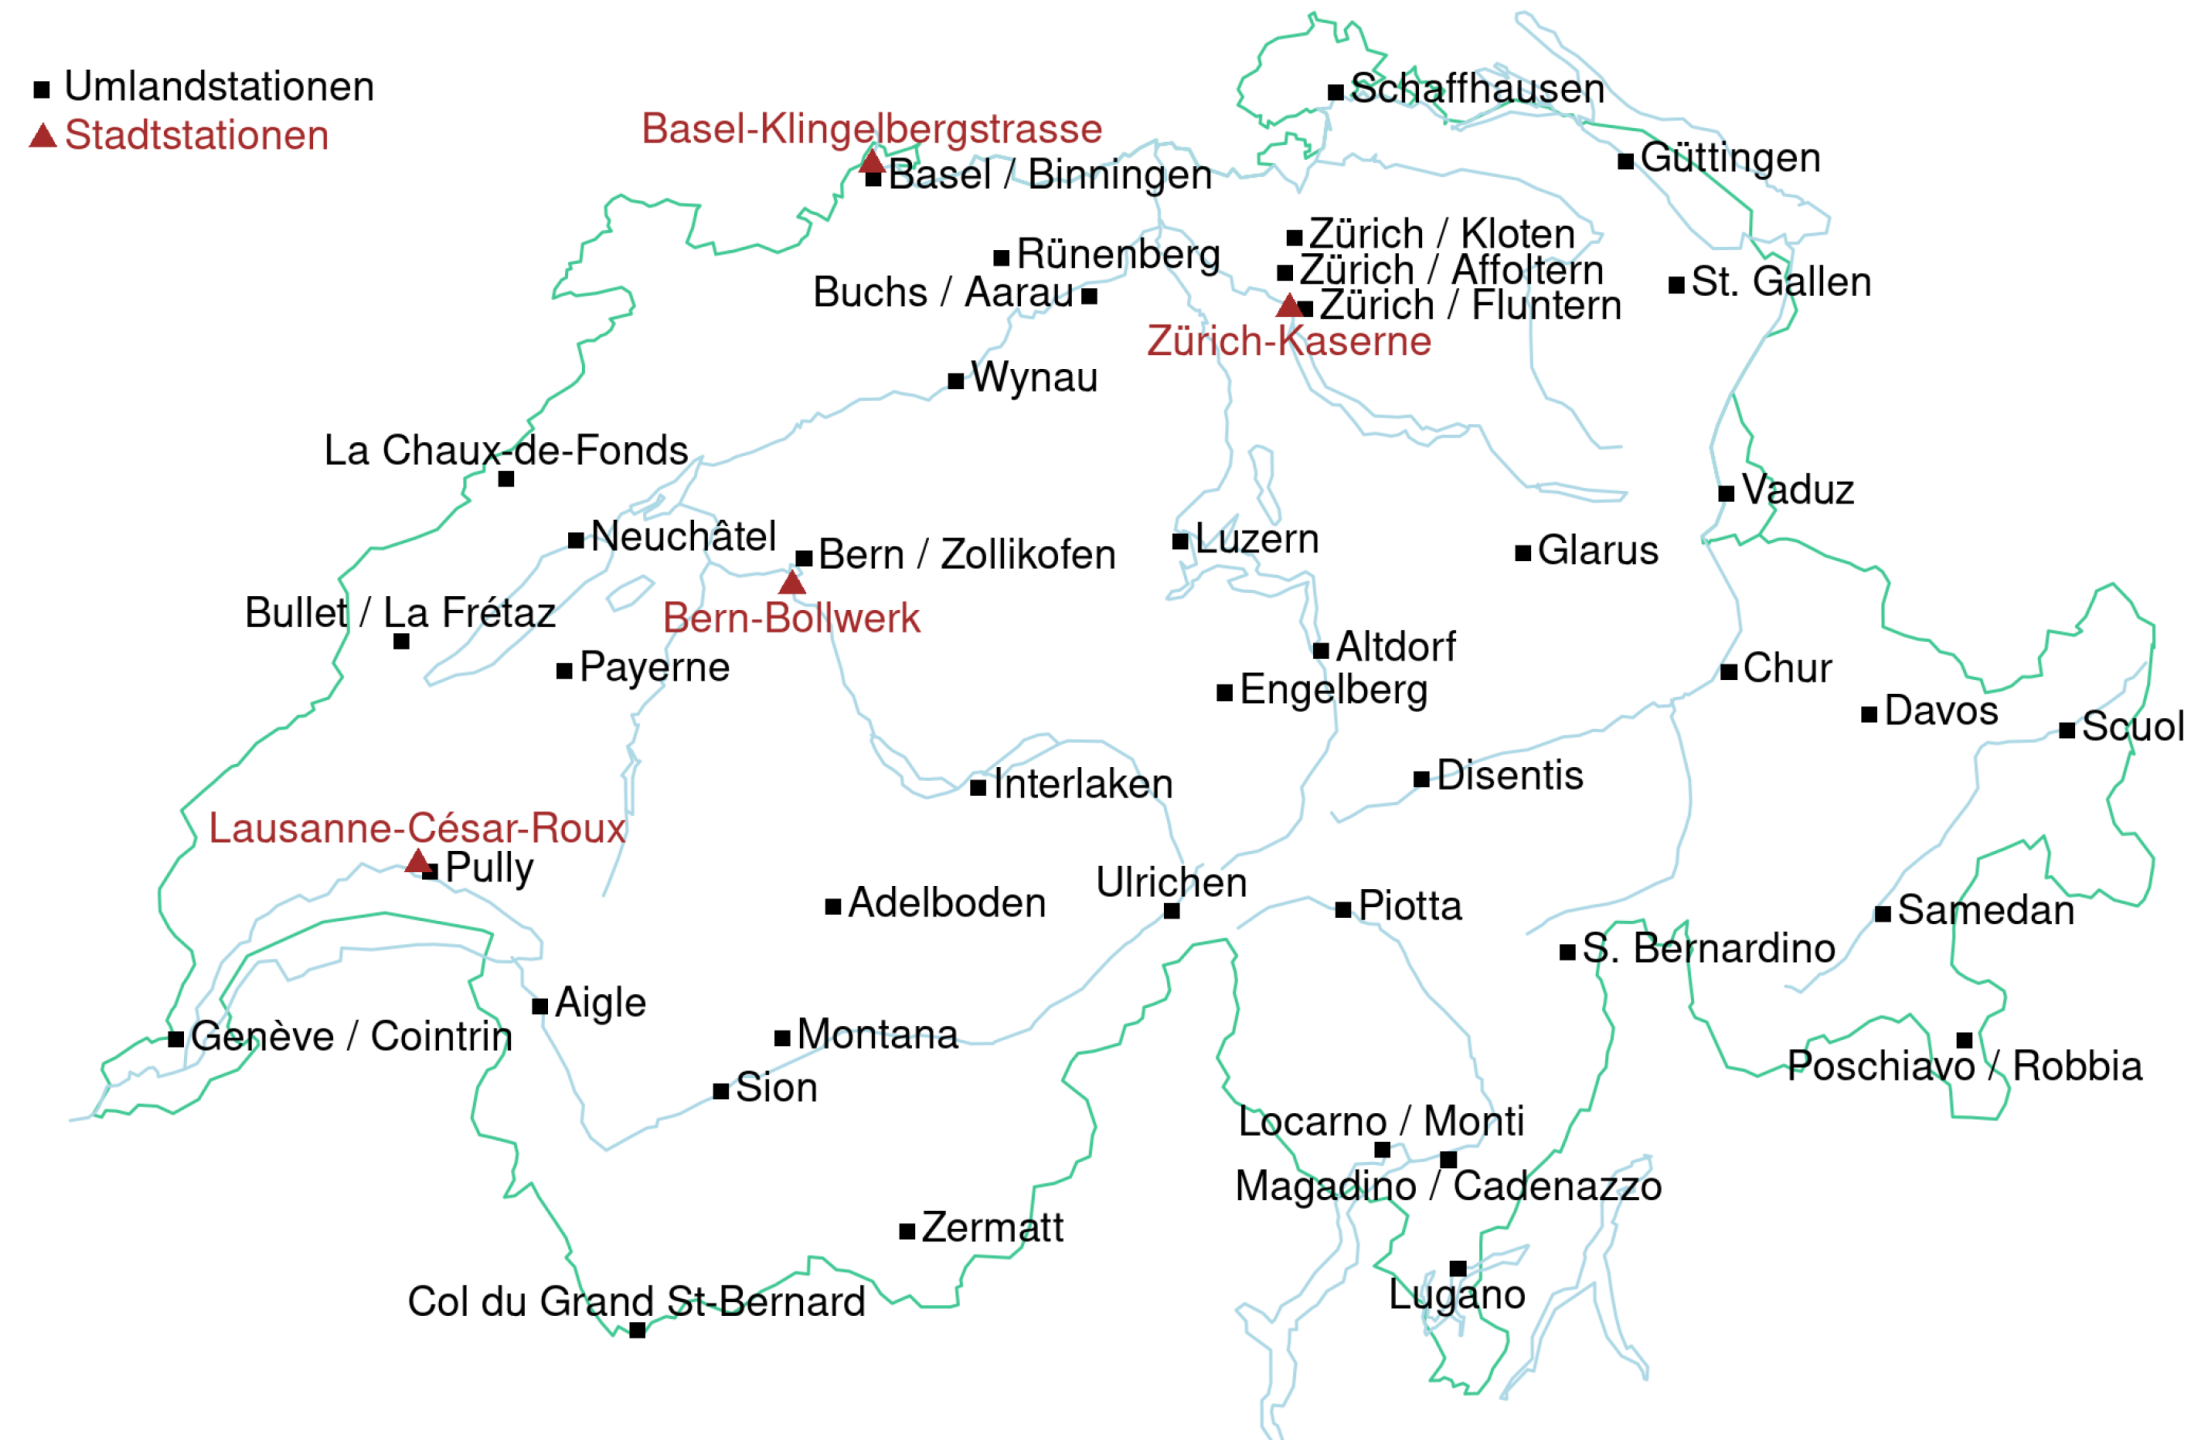 Umlandstationen
Stadtstationen
Schaffhausen
Basel-Klingelbergstrasse
Basel / Binningen
Güttingen
Zürich / Kloten
Rünenberg
Zürich / Affoltern
St. Gallen
Buchs / Aarau
Zürich / Fluntern
Zürich-Kaserne
Wynau
La Chaux-de-Fonds
Vaduz
Neuchâtel
Luzern
Bern / Zollikofen
Glarus
Bullet / La Frétaz
Bern-Bollwerk
Altdorf
Payerne
Chur
Engelberg
Davos
Scuol
Disentis
Interlaken
Lausanne-César-Roux
Pully
Ulrichen
Adelboden
Piotta
Samedan
S. Bernardino
Aigle
Genève / Cointrin
Montana
Poschiavo / Robbia
Sion
Locarno / Monti
Magadino / Cadenazzo
Zermatt
Lugano
Col du Grand St-Bernard